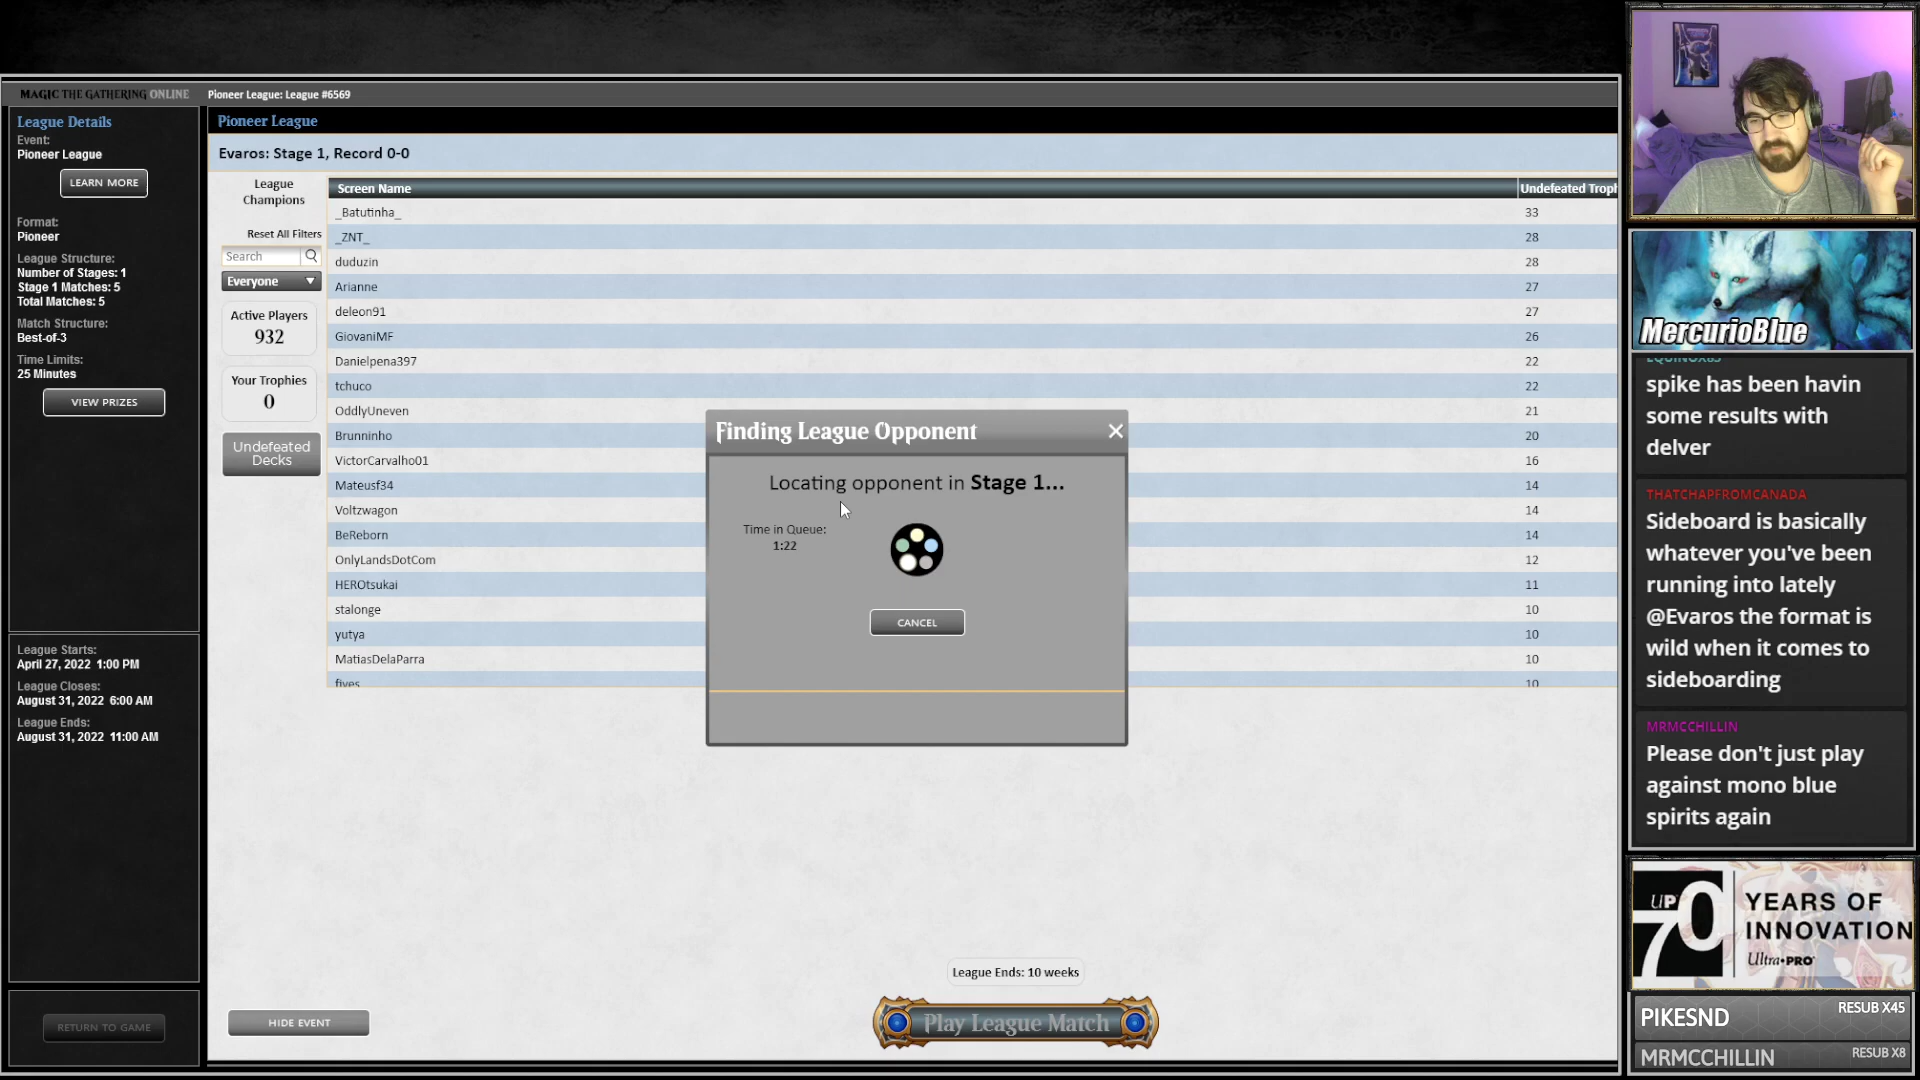 MAGIC THE GATHERING ONLINE
Pioneer League: League #6569
League Details
Event:
Pioneer League
LEARN MORE
Format:
Pioneer
League Structure:
Number of Stages: 1
Stage 1 Matches: 5
Total Matches: 5
Match Structure:
Best-of-3
Time Limits:
25 Minutes
VIEW PRIZES
League Starts:
April 27, 2022 1:00 PM
League Closes:
August 31, 2022 6:00 AM
League Ends:
August 31, 2022 11:00 AM
RETURN TO GAME
Pioneer League
Evaros: Stage 1, Record 0-0
League
Champions
Reset All Filters
Search
Everyone
Active Players
932
Your Trophies
0
Undefeated
Decks
Screen Name Undefeated Troph
_Batutinha_ 33
_ZNT_ 28
duduzin 28
Arianne 27
deleon91 27
GiovaniMF 26
Danielpena397 22
tchuco 22
OddlyUneven 21
Brunninho 20
VictorCarvalho01 16
Mateusf34 14
Voltzwagon 14
BeReborn 14
OnlyLandsDotCom 12
HEROtsukai 11
stalonge 10
yutya 10
MatiasDelaParra 10
fives 10
Finding League Opponent
Locating opponent in Stage 1...
Time in Queue:
1:22
CANCEL
League Ends: 10 weeks
HIDE EVENT
Play League Match
MercurioBlue
EQUINOX63
spike has been havin
some results with
delver
THATCHAPFROMCANADA
Sideboard is basically
whatever you've been
running into lately
@Evaros the format is
wild when it comes to
sideboarding
MRMCCHILLIN
Please don't just play
against mono blue
spirits again
UP
70 YEARS OF
INNOVATION
Ultra•PRO
PIKESND RESUB X45
MRMCCHILLIN RESUB X8